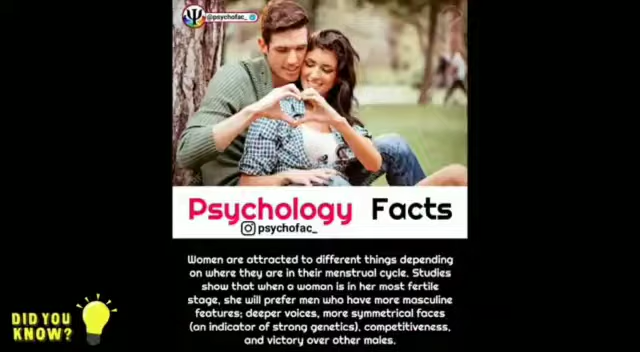 @psychofac_
Psychology Facts
psychofac_
Women are attracted to different things depending
on where they are in their menstrual cycle. Studies
show that when a woman is in her most fertile
stage, she will prefer men who have more masculine
features; deeper voices, more symmetrical faces
(an indicator of strong genetics), competitiveness,
and victory over other males.
DID YOU
KNOW?